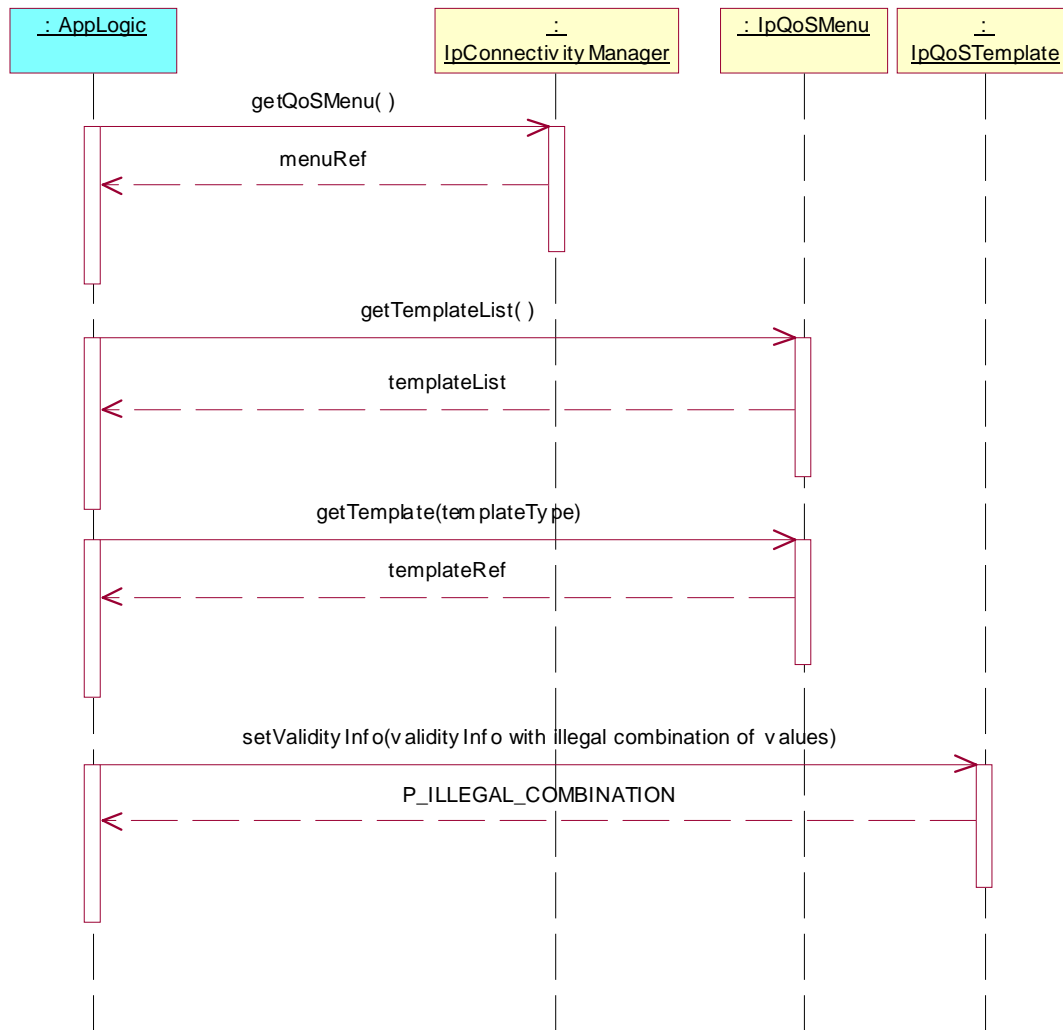 : AppLogic
:
IpConnectivityManager
: IpQoSMenu
:
IpQoSTemplate
getQoSMenu( )
menuRef
getTemplateList( )
templateList
getTemplate(templateType)
templateRef
setValidityInfo(validityInfo with illegal combination of values)
P_ILLEGAL_COMBINATION